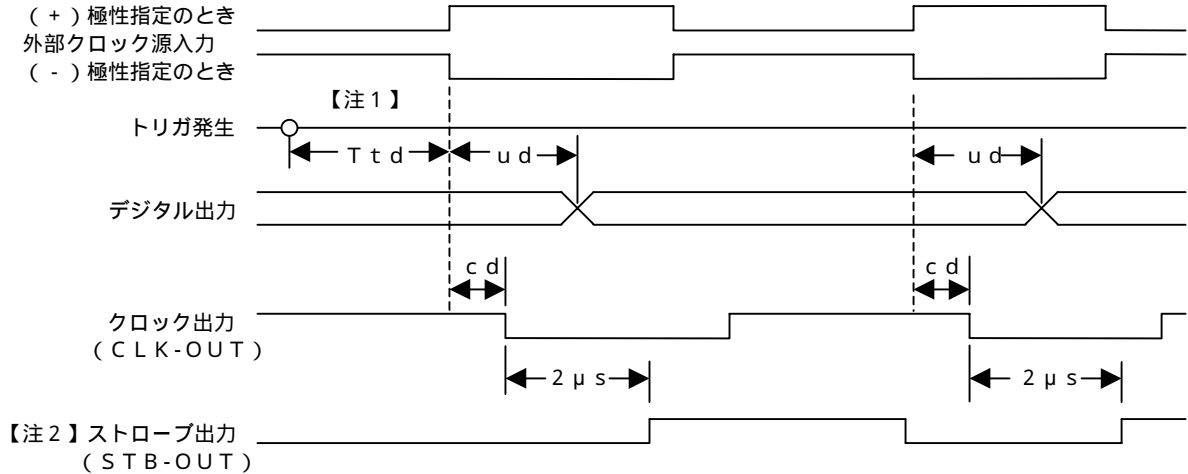 (+)極性指定のとき
外部クロック源入力
(-)極性指定のとき
【注1】
トリガ発生
Ttd
ud
ud
デジタル出力
cd
cd
クロック出力
(CLK-OUT)
2μs
2μs
【注2】ストローブ出力
(STB-OUT)